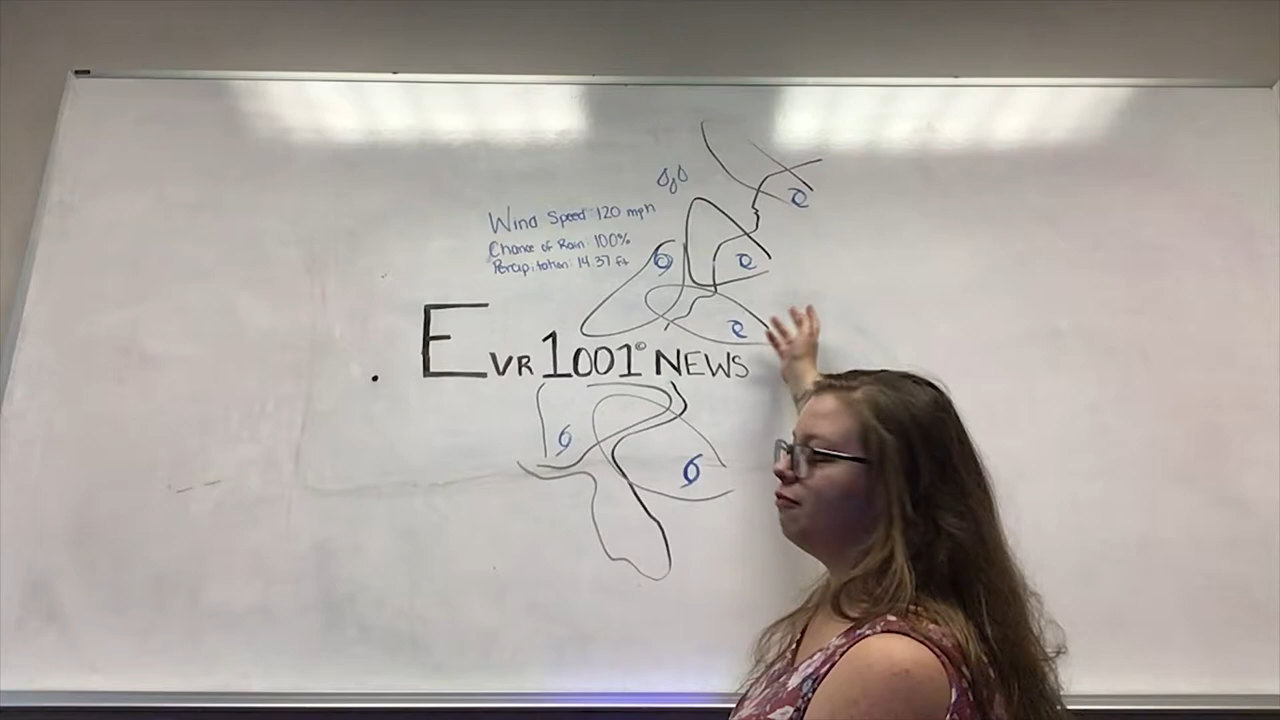 Wind Speed: 120 mph
Chance of Rain: 100%
Percipitation: 14.37 ft
EVR 1001© NEWS